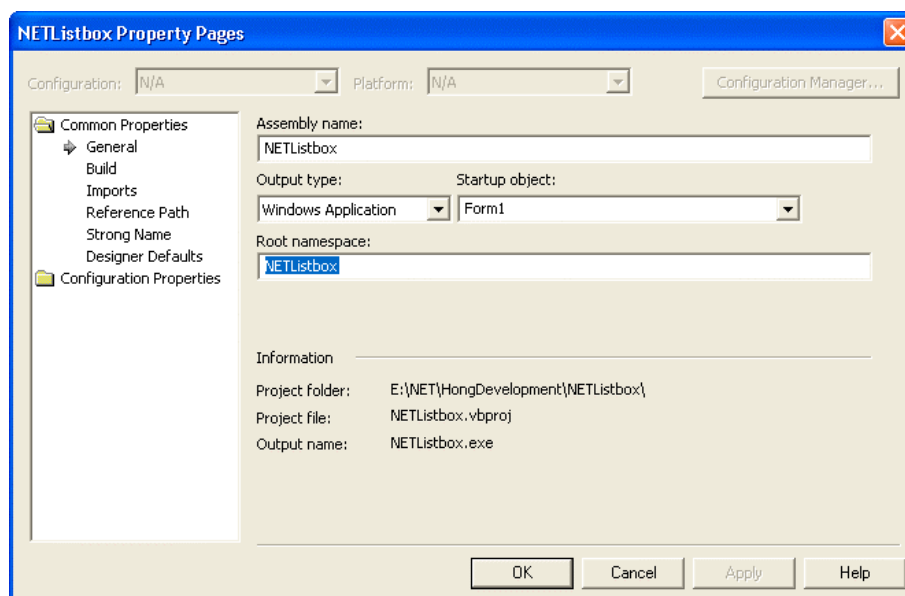 NETListbox Property Pages
Configuration: N/A Platform: N/A Configuration Manager...
Common Properties
General
Build
Imports
Reference Path
Strong Name
Designer Defaults
Configuration Properties
Assembly name:
NETListbox
Output type: Startup object:
Windows Application Form1
Root namespace:
NETListbox
Information
Project folder: E:\NET\HongDevelopment\NETListbox\
Project file: NETListbox.vbproj
Output name: NETListbox.exe
OK Cancel Apply Help